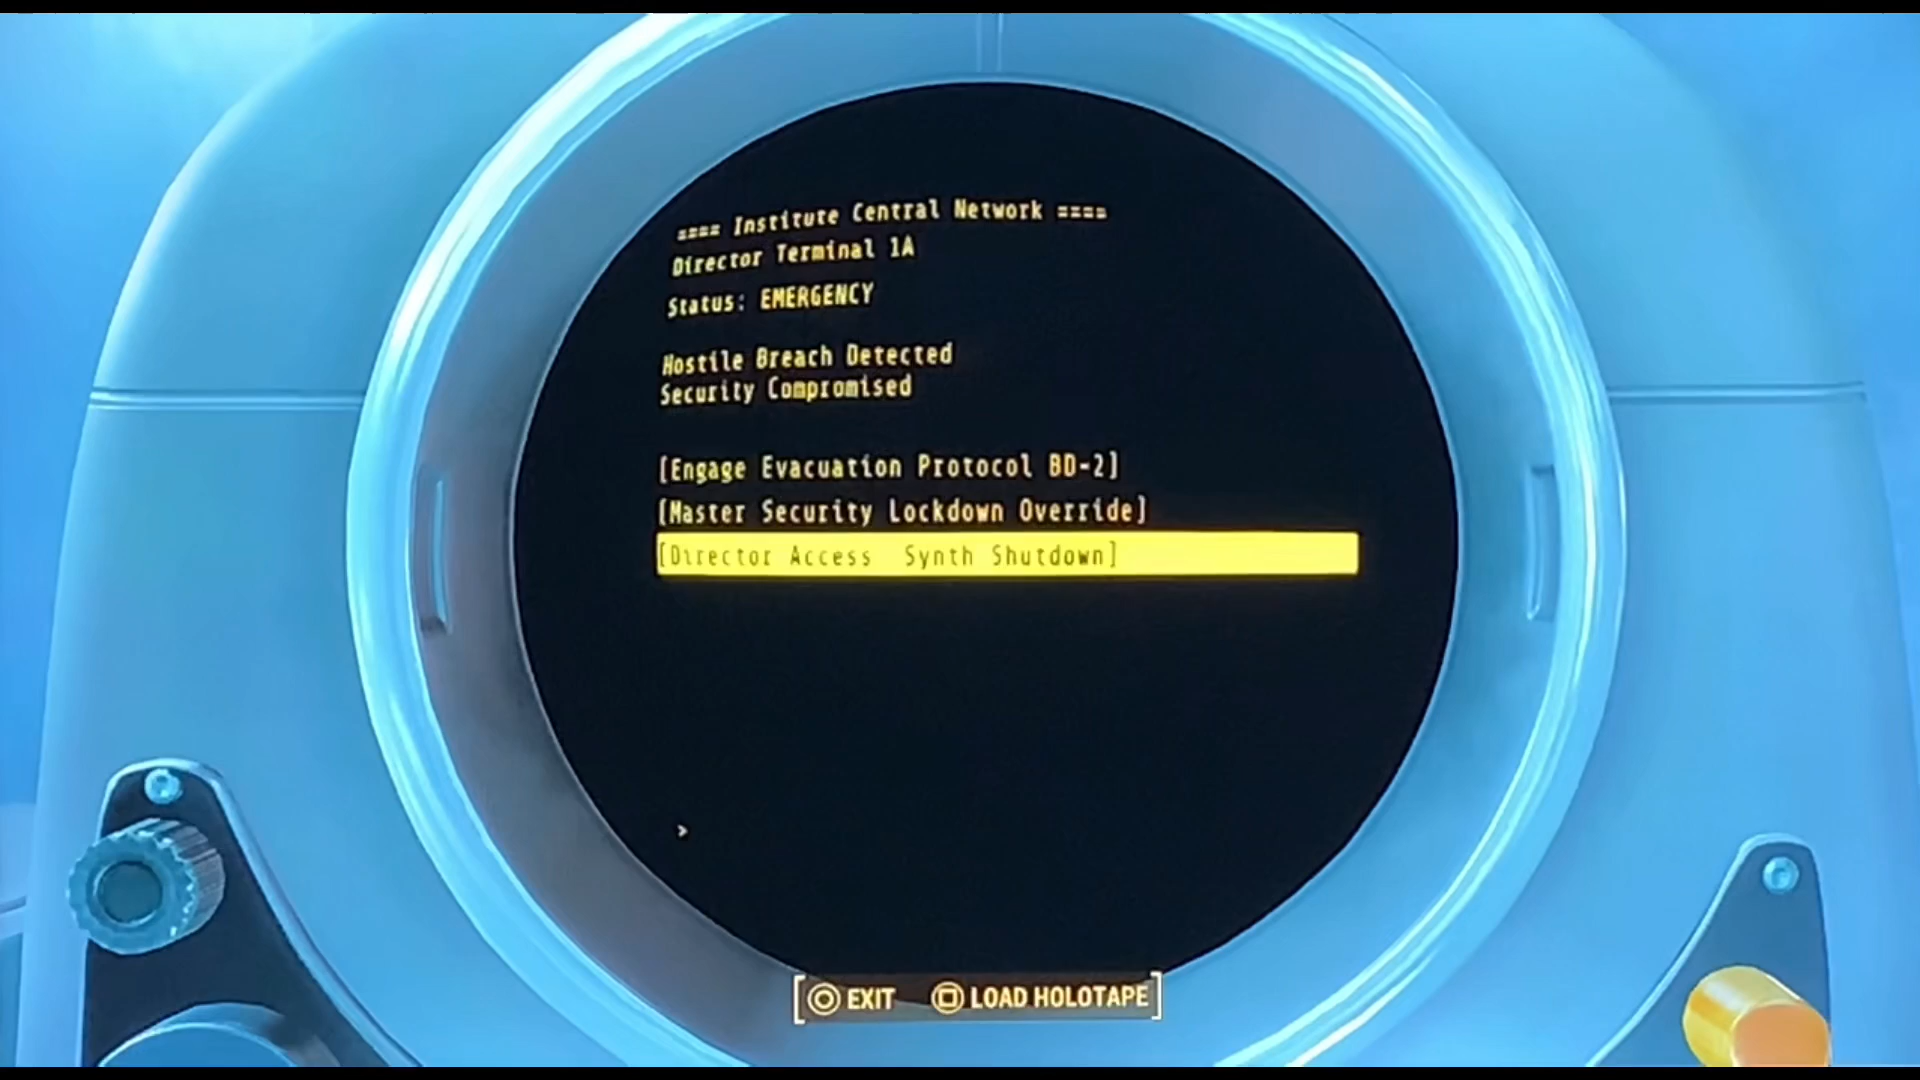 ==== Institute Central Network ====
Director Terminal 1A
Status: EMERGENCY
Hostile Breach Detected
Security Compromised
[Engage Evacuation Protocol BD-2]
[Master Security Lockdown Override]
[Director Access  Synth Shutdown]
>
EXIT LOAD HOLOTAPE